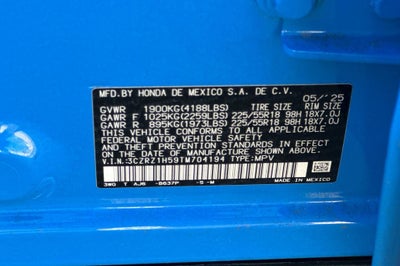 MFD. BY HONDA DE MEXICO S.A. DE C.V.
05/'25
GVWR 1900KG(4188LBS) TIRE SIZE RIM SIZE
GAWR F 1025KG(2259LBS) 225/55R18 98H 18X7.0J
GAWR R. 895KG(1973LBS) 225/55R18 98H 18X7.0J
THIS VEHICLE CONFORMS TO ALL APPLICABLE
FEDERAL MOTOR VEHICLE SAFETY AND
THEFT PREVENTION STANDARDS IN EFFECT ON
THE DATE OF MANUFACTURE SHOWN ABOVE.
V.I.N.:3CZRZ1H59TM704194 TYPE:MPV
3WO T AJ6 -B637P -S -M